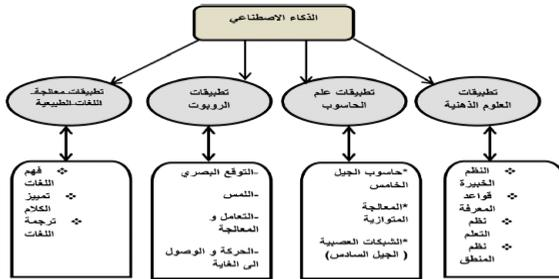 الذكاء الاصطناعي
تطبيقات
العلوم الذهنية
تطبيقات علم
الحاسوب
تطبيقات
الروبوت
تطبيقات معالجة
اللغات الطبيعية
❖ النظم
الخبيرة
❖ قواعد
المعرفة
❖ نظم
التعلم
❖ نظم
المنطق
*حاسوب الجيل
الخامس
*المعالجة
المتوازية
*الشبكات العصبية
( الجيل السادس)
-التوقع البصري
-اللمس
-التعامل و
المعالجة
-الحركة و الوصول
الى الغاية
❖ فهم
اللغات
❖ تمييز
الكلام
❖ ترجمة
اللغات